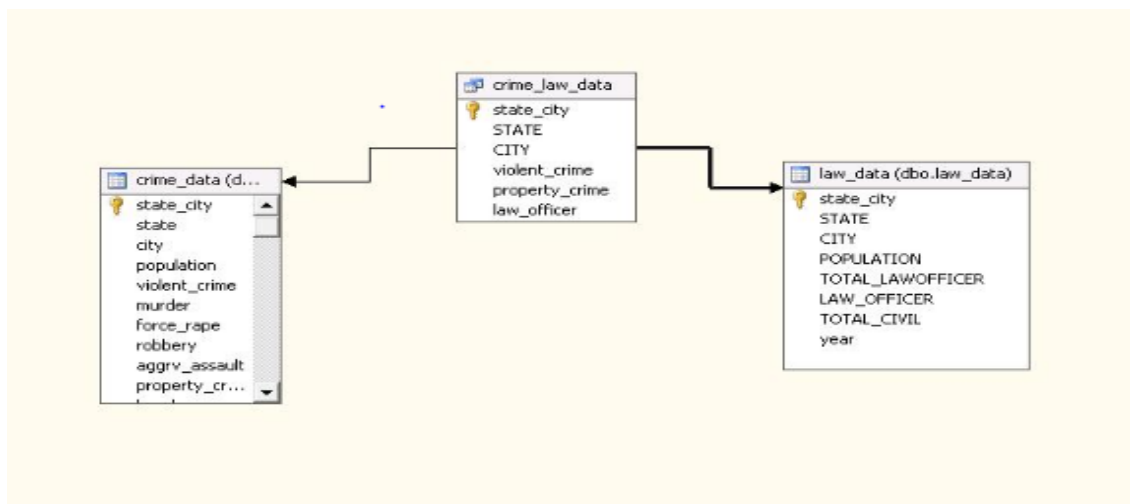 crime_law_data
state_city
STATE
CITY
violent_crime
property_crime
law_officer
crime_data (d...
state_city
state
city
population
violent_crime
murder
force_rape
robbery
aggrv_assault
property_cr...
law_data (dbo.law_data)
state_city
STATE
CITY
POPULATION
TOTAL_LAWOFFICER
LAW_OFFICER
TOTAL_CIVIL
year